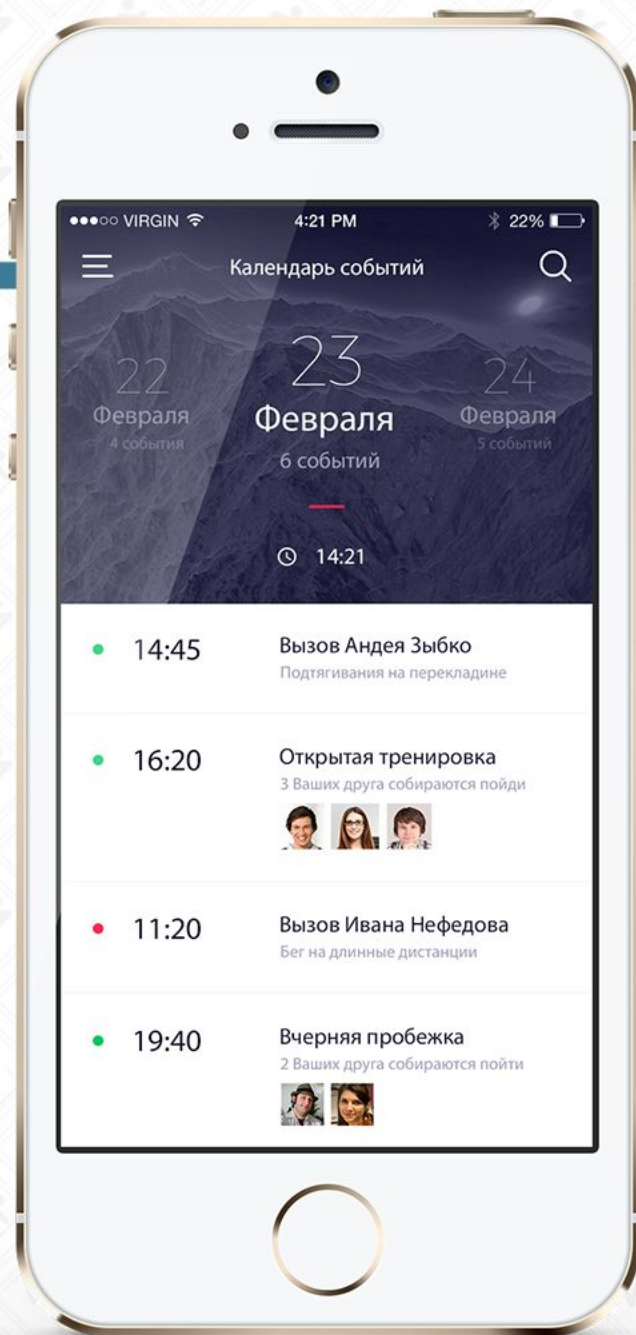 VIRGIN 4:21 PM 22%
Календарь событий
22 23 24
Февраля Февраля Февраля
4 события 6 событий 5 событий
14:21
14:45 Вызов Андея Зыбко
Подтягивания на перекладине
16:20 Открытая тренировка
3 Ваших друга собираются пойди
11:20 Вызов Ивана Нефедова
Бег на длинные дистанции
19:40 Вчерняя пробежка
2 Ваших друга собираются пойти